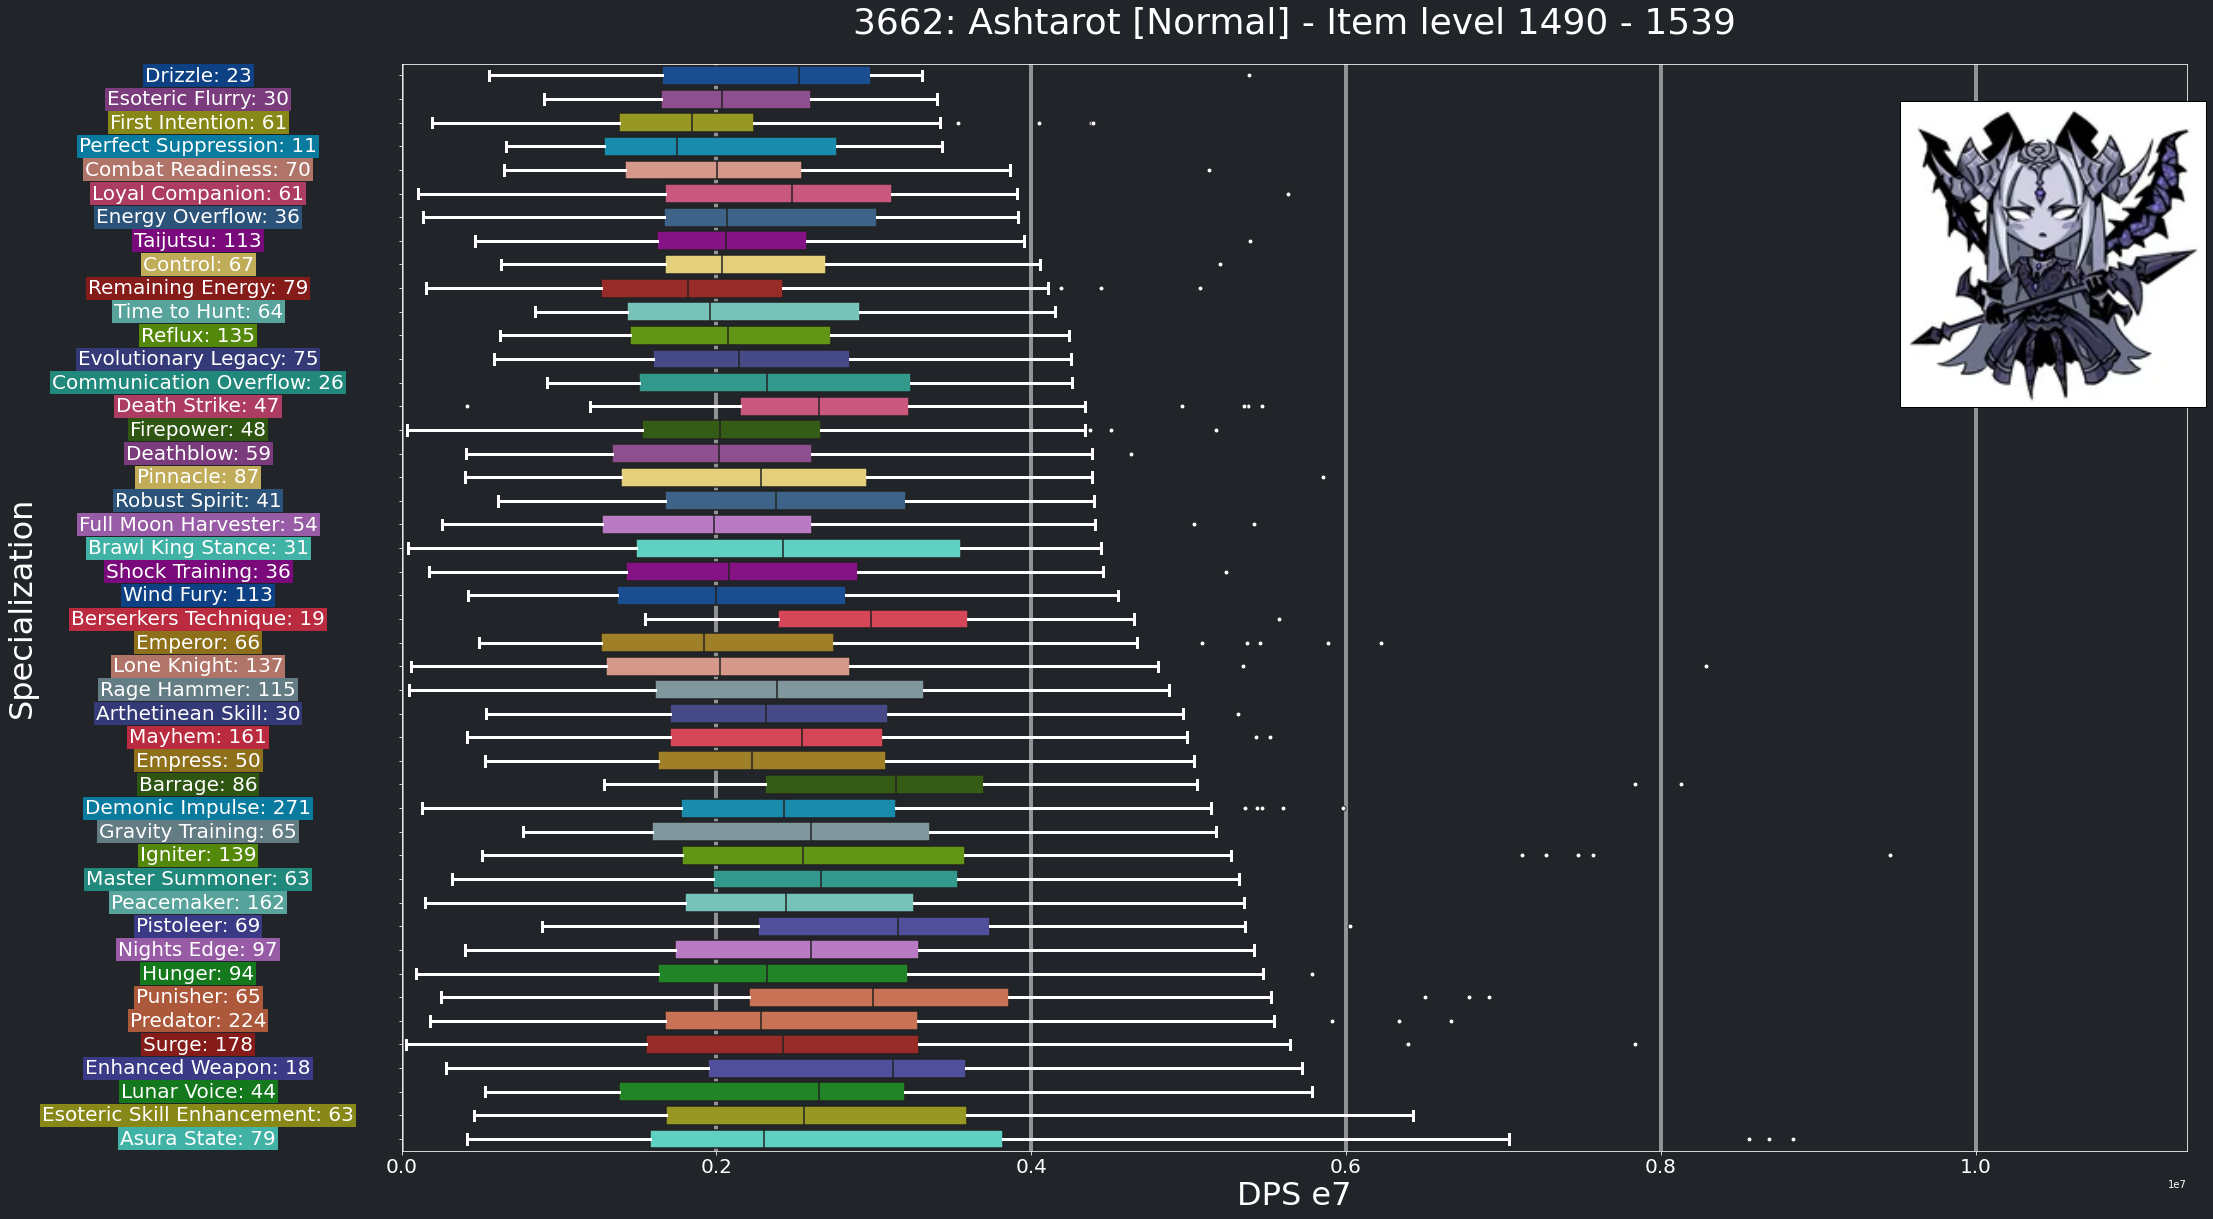 3662: Ashtarot [Normal] - Item level 1490 - 1539
Drizzle: 23
Esoteric Flurry: 30
First Intention: 61
Perfect Suppression: 11
Combat Readiness: 70
Loyal Companion: 61
Energy Overflow: 36
Taijutsu: 113
Control: 67
Remaining Energy: 79
Time to Hunt: 64
Reflux: 135
Evolutionary Legacy: 75
Communication Overflow: 26
Death Strike: 47
Firepower: 48
Deathblow: 59
Pinnacle: 87
Robust Spirit: 41
Full Moon Harvester: 54
Brawl King Stance: 31
Shock Training: 36
Wind Fury: 113
Berserkers Technique: 19
Emperor: 66
Lone Knight: 137
Rage Hammer: 115
Arthetinean Skill: 30
Mayhem: 161
Empress: 50
Barrage: 86
Demonic Impulse: 271
Gravity Training: 65
Igniter: 139
Master Summoner: 63
Peacemaker: 162
Pistoleer: 69
Nights Edge: 97
Hunger: 94
Punisher: 65
Predator: 224
Surge: 178
Enhanced Weapon: 18
Lunar Voice: 44
Esoteric Skill Enhancement: 63
Asura State: 79
Specialization
0.0 0.2 0.4 0.6 0.8 1.0
1e7
DPS e7